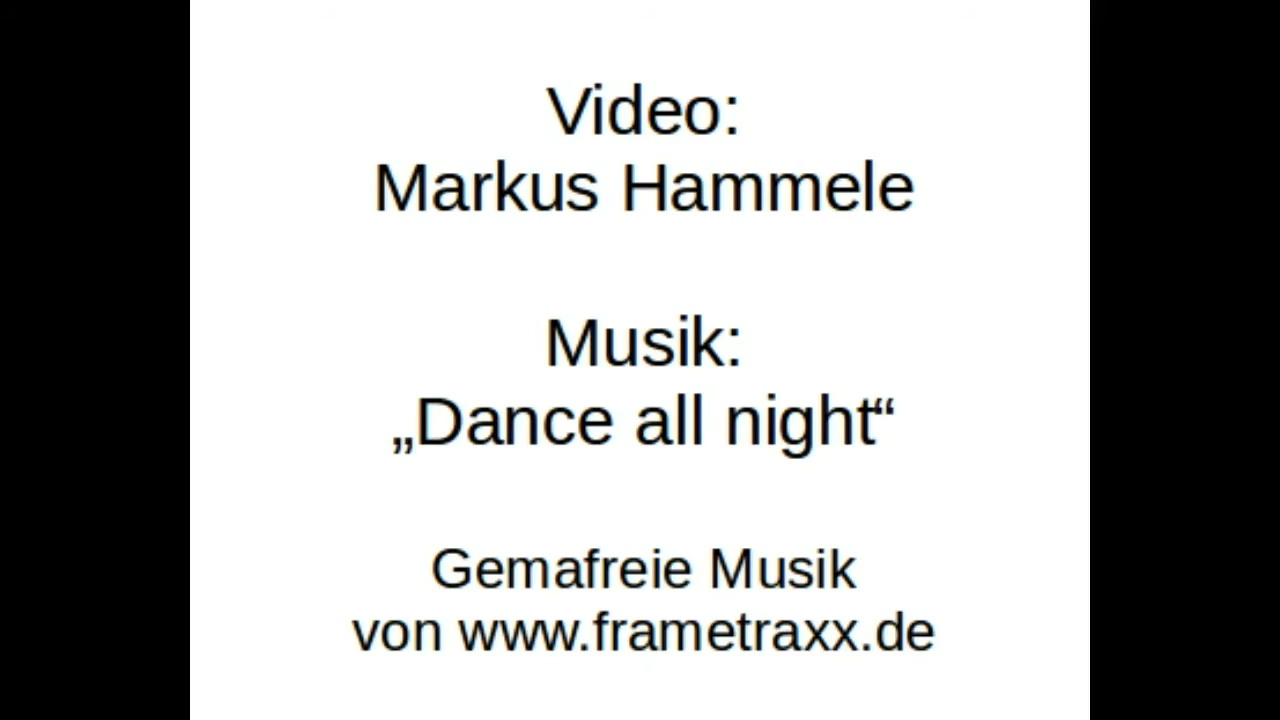 Video:
Markus Hammele
Musik:
„Dance all night“
Gemafreie Musik
von www.frametraxx.de